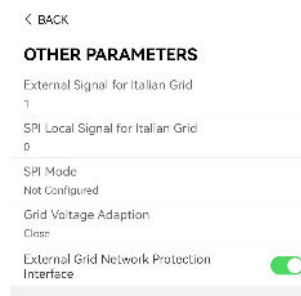 < BACK
OTHER PARAMETERS
External Signal for Italian Grid
1
SPI Local Signal for Italian Grid
0
SPI Mode
Not Configured
Grid Voltage Adaption
Close
External Grid Network Protection
Interface